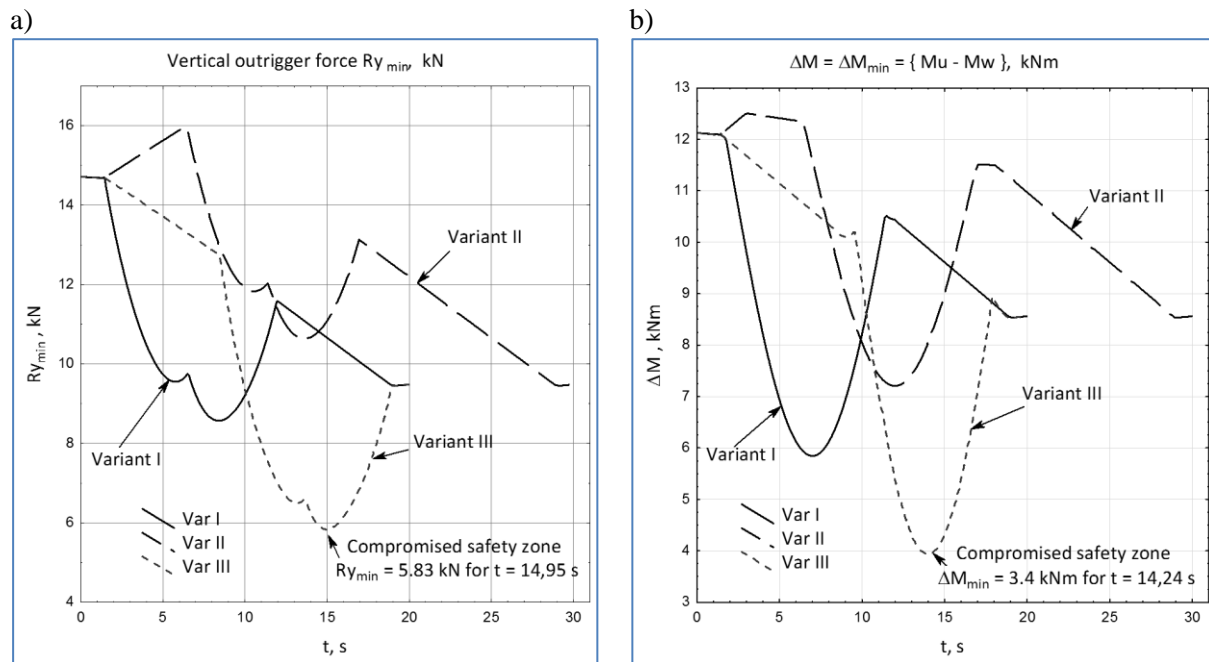 a)
Vertical outrigger force Ry min, kN
Rymin , kN
16
14
12
10
8
6
4
0
5
10
15
20
25
30
t, s
Variant II
Variant I
Variant III
Var I
Var II
Var III
Compromised safety zone
Rymin = 5.83 kN for t = 14,95 s
b)
ΔM = ΔMmin = { Mu - Mw }, kNm
ΔM , kNm
13
12
11
10
9
8
7
6
5
4
3
0
5
10
15
20
25
30
t, s
Variant II
Variant III
Variant I
Var I
Var II
Var III
Compromised safety zone
ΔMmin = 3.4 kNm for t = 14,24 s